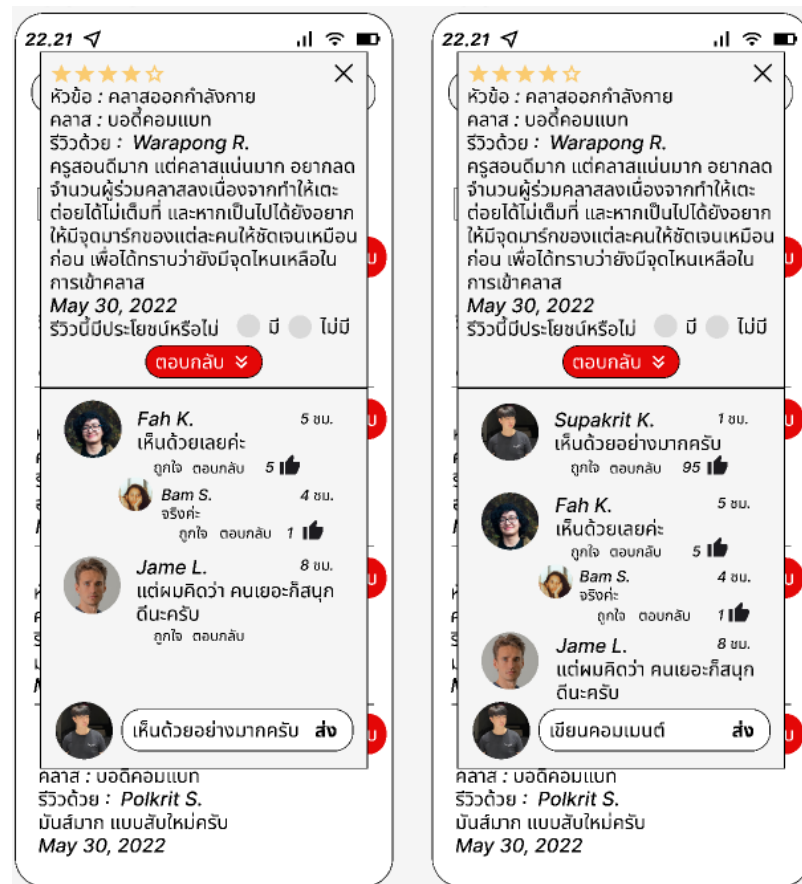 22.21
หัวข้อ : คลาสออกกำลังกาย
คลาส : บอดี้คอมแบท
รีวิวด้วย : Warapong R.
ครูสอนดีมาก แต่คลาสแน่นมาก อยากลด
จำนวนผู้ร่วมคลาสลงเนื่องจากทำให้เตะ
ต่อยได้ไม่เต็มที่ และหากเป็นไปได้ยังอยาก
ให้มีจุดมาร์กของแต่ละคนให้ชัดเจนเหมือน
ก่อน เพื่อได้ทราบว่ายังมีจุดไหนเหลือใน
การเข้าคลาส
May 30, 2022
รีวิวนี้มีประโยชน์หรือไม่ มี ไม่มี
ตอบกลับ
Fah K. 5 ชม.
เห็นด้วยเลยค่ะ
ถูกใจ ตอบกลับ 5
Bam S. 4 ชม.
จริงค่ะ
ถูกใจ ตอบกลับ 1
Jame L. 8 ชม.
แต่ผมคิดว่า คนเยอะก็สนุก
ดีนะครับ
ถูกใจ ตอบกลับ
เห็นด้วยอย่างมากครับ ส่ง
คลาส : บอดี้คอมแบท
รีวิวด้วย : Polkrit S.
มันส์มาก แบบสับใหม่ครับ
May 30, 2022
22.21
หัวข้อ : คลาสออกกำลังกาย
คลาส : บอดี้คอมแบท
รีวิวด้วย : Warapong R.
ครูสอนดีมาก แต่คลาสแน่นมาก อยากลด
จำนวนผู้ร่วมคลาสลงเนื่องจากทำให้เตะ
ต่อยได้ไม่เต็มที่ และหากเป็นไปได้ยังอยาก
ให้มีจุดมาร์กของแต่ละคนให้ชัดเจนเหมือน
ก่อน เพื่อได้ทราบว่ายังมีจุดไหนเหลือใน
การเข้าคลาส
May 30, 2022
รีวิวนี้มีประโยชน์หรือไม่ มี ไม่มี
ตอบกลับ
Supakrit K. 1 ชม.
เห็นด้วยอย่างมากครับ
ถูกใจ ตอบกลับ 95
Fah K. 5 ชม.
เห็นด้วยเลยค่ะ
ถูกใจ ตอบกลับ 5
Bam S. 4 ชม.
จริงค่ะ
ถูกใจ ตอบกลับ 1
Jame L. 8 ชม.
แต่ผมคิดว่า คนเยอะก็สนุก
ดีนะครับ
เขียนคอมเมนต์ ส่ง
คลาส : บอดี้คอมแบท
รีวิวด้วย : Polkrit S.
มันส์มาก แบบสับใหม่ครับ
May 30, 2022